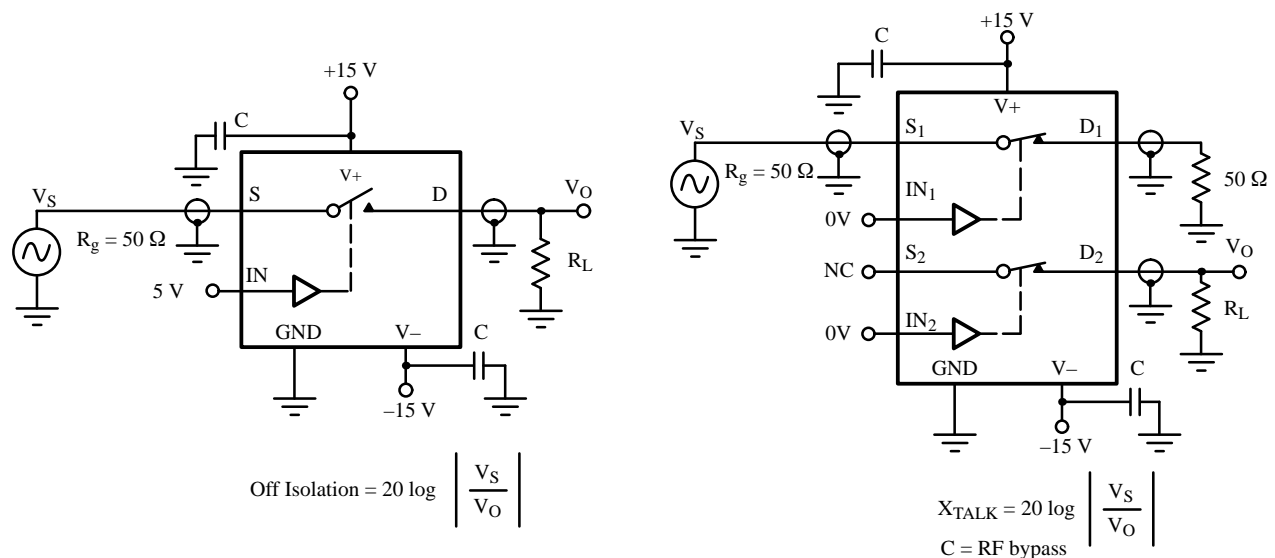 +15 V
C
V+
V_S
S
D
V_O
R_g = 50 Ω
R_L
5 V
IN
GND
V–
C
–15 V
Off Isolation = 20 log | V_S / V_O |
+15 V
C
V+
V_S
S_1
D_1
R_g = 50 Ω
50 Ω
IN_1
0V
S_2
D_2
V_O
NC
R_L
IN_2
0V
GND
V–
C
–15 V
X_TALK = 20 log | V_S / V_O |
C = RF bypass